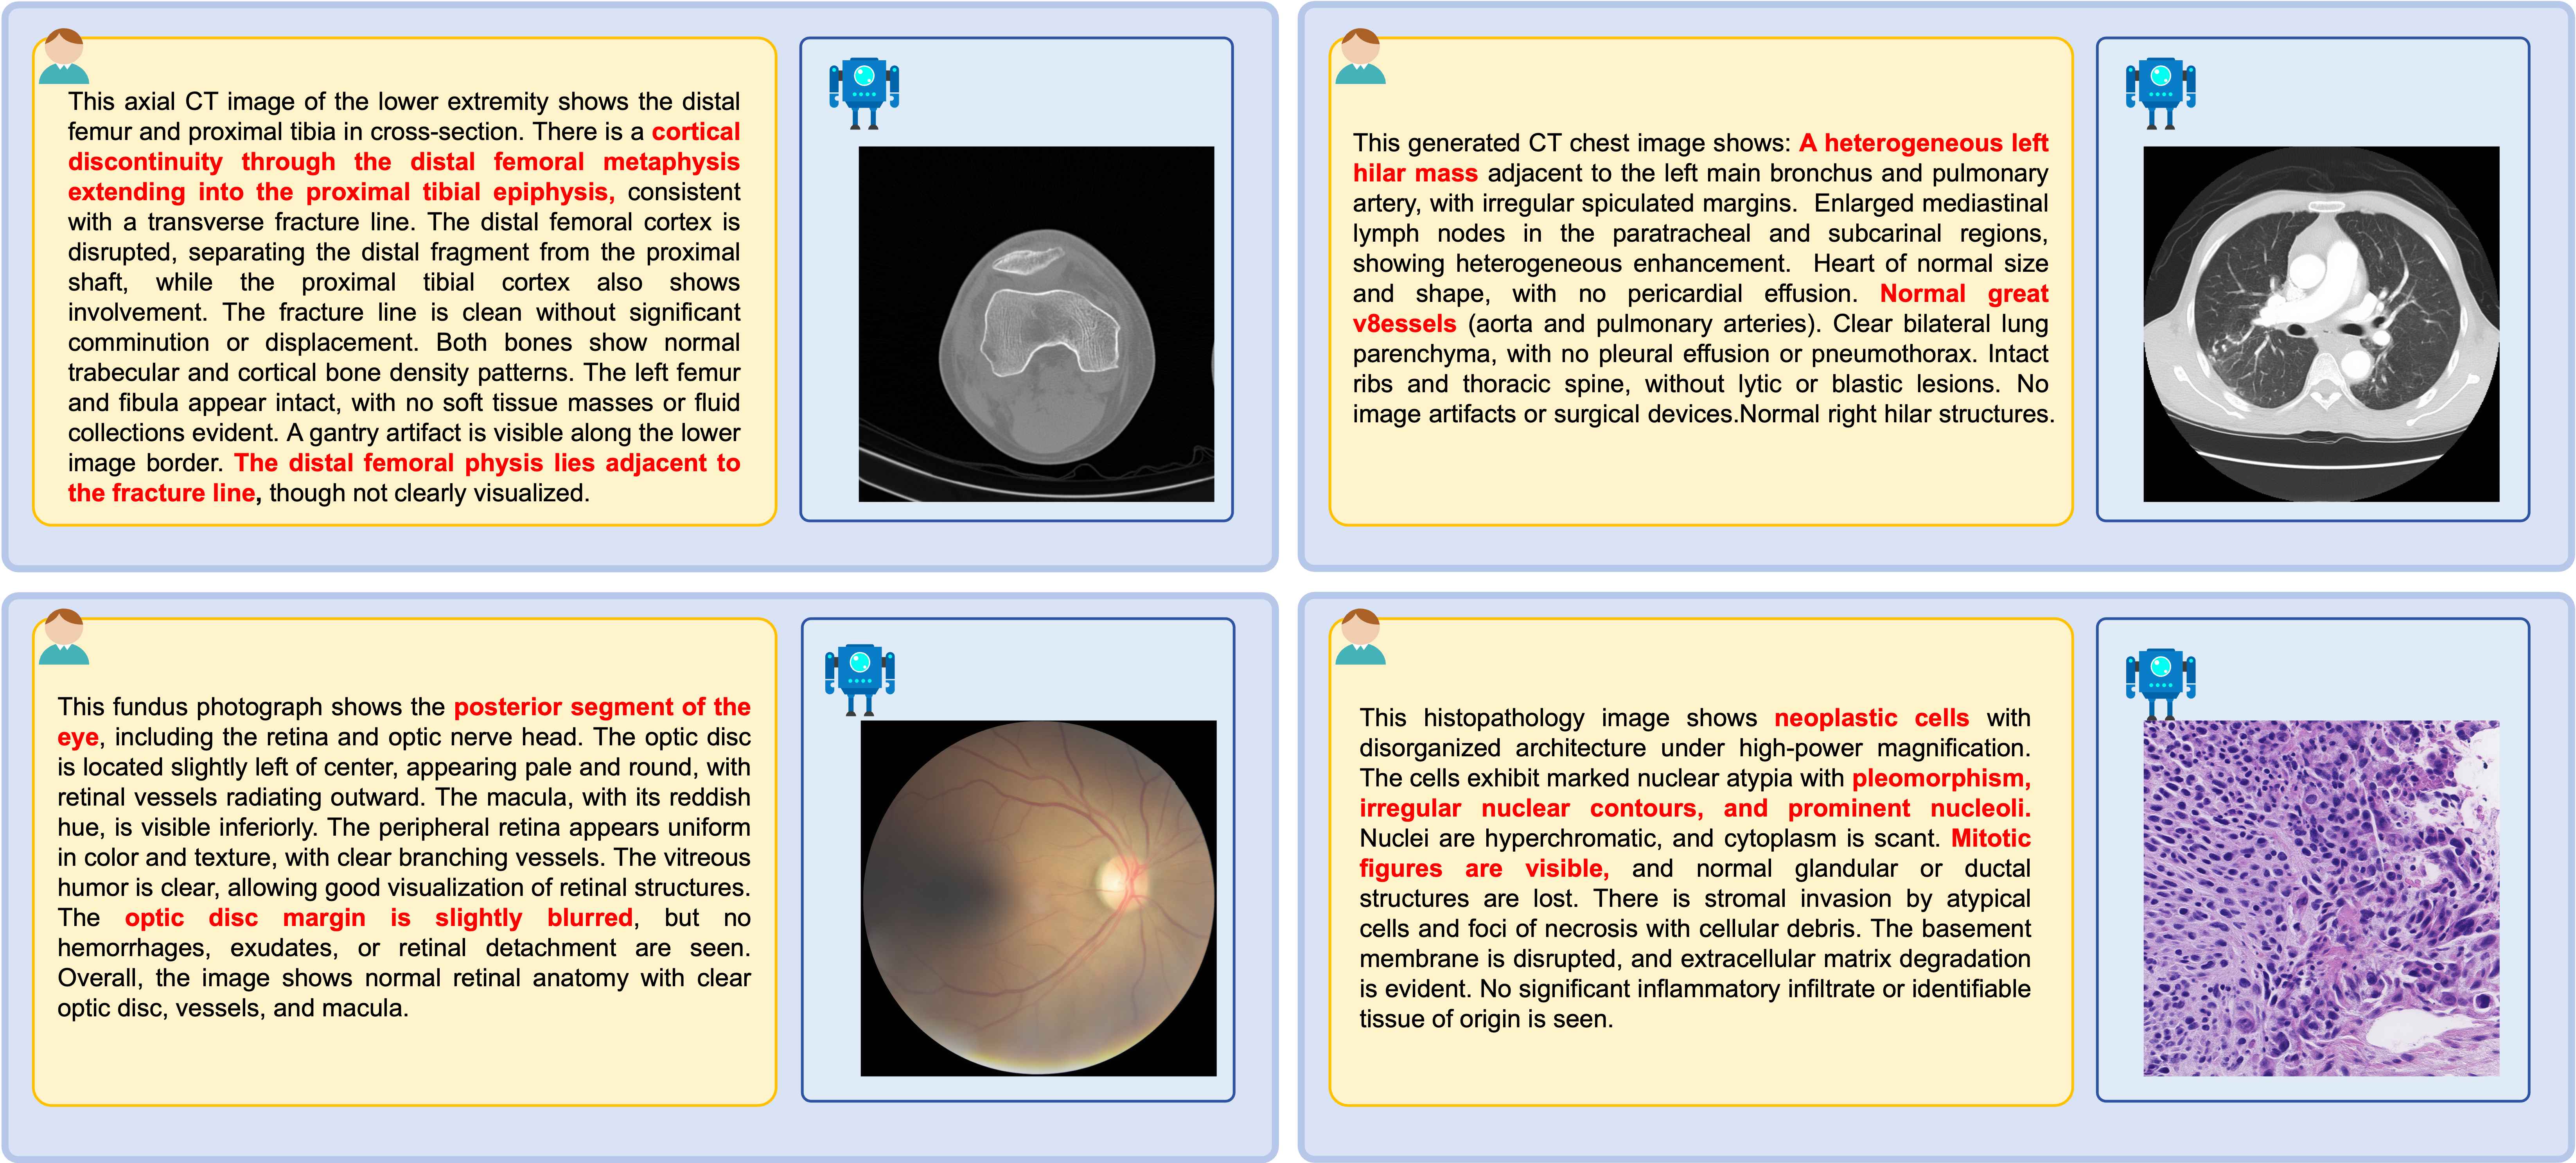 This axial CT image of the lower extremity shows the distal
femur and proximal tibia in cross-section. There is a cortical
discontinuity through the distal femoral metaphysis
extending into the proximal tibial epiphysis, consistent
with a transverse fracture line. The distal femoral cortex is
disrupted, separating the distal fragment from the proximal
shaft, while the proximal tibial cortex also shows
involvement. The fracture line is clean without significant
comminution or displacement. Both bones show normal
trabecular and cortical bone density patterns. The left femur
and fibula appear intact, with no soft tissue masses or fluid
collections evident. A gantry artifact is visible along the lower
image border. The distal femoral physis lies adjacent to
the fracture line, though not clearly visualized.
This generated CT chest image shows: A heterogeneous left
hilar mass adjacent to the left main bronchus and pulmonary
artery, with irregular spiculated margins. Enlarged mediastinal
lymph nodes in the paratracheal and subcarinal regions,
showing heterogeneous enhancement. Heart of normal size
and shape, with no pericardial effusion. Normal great
v8essels (aorta and pulmonary arteries). Clear bilateral lung
parenchyma, with no pleural effusion or pneumothorax. Intact
ribs and thoracic spine, without lytic or blastic lesions. No
image artifacts or surgical devices.Normal right hilar structures.
This fundus photograph shows the posterior segment of the
eye, including the retina and optic nerve head. The optic disc
is located slightly left of center, appearing pale and round, with
retinal vessels radiating outward. The macula, with its reddish
hue, is visible inferiorly. The peripheral retina appears uniform
in color and texture, with clear branching vessels. The vitreous
humor is clear, allowing good visualization of retinal structures.
The optic disc margin is slightly blurred, but no
hemorrhages, exudates, or retinal detachment are seen.
Overall, the image shows normal retinal anatomy with clear
optic disc, vessels, and macula.
This histopathology image shows neoplastic cells with
disorganized architecture under high-power magnification.
The cells exhibit marked nuclear atypia with pleomorphism,
irregular nuclear contours, and prominent nucleoli.
Nuclei are hyperchromatic, and cytoplasm is scant. Mitotic
figures are visible, and normal glandular or ductal
structures are lost. There is stromal invasion by atypical
cells and foci of necrosis with cellular debris. The basement
membrane is disrupted, and extracellular matrix degradation
is evident. No significant inflammatory infiltrate or identifiable
tissue of origin is seen.